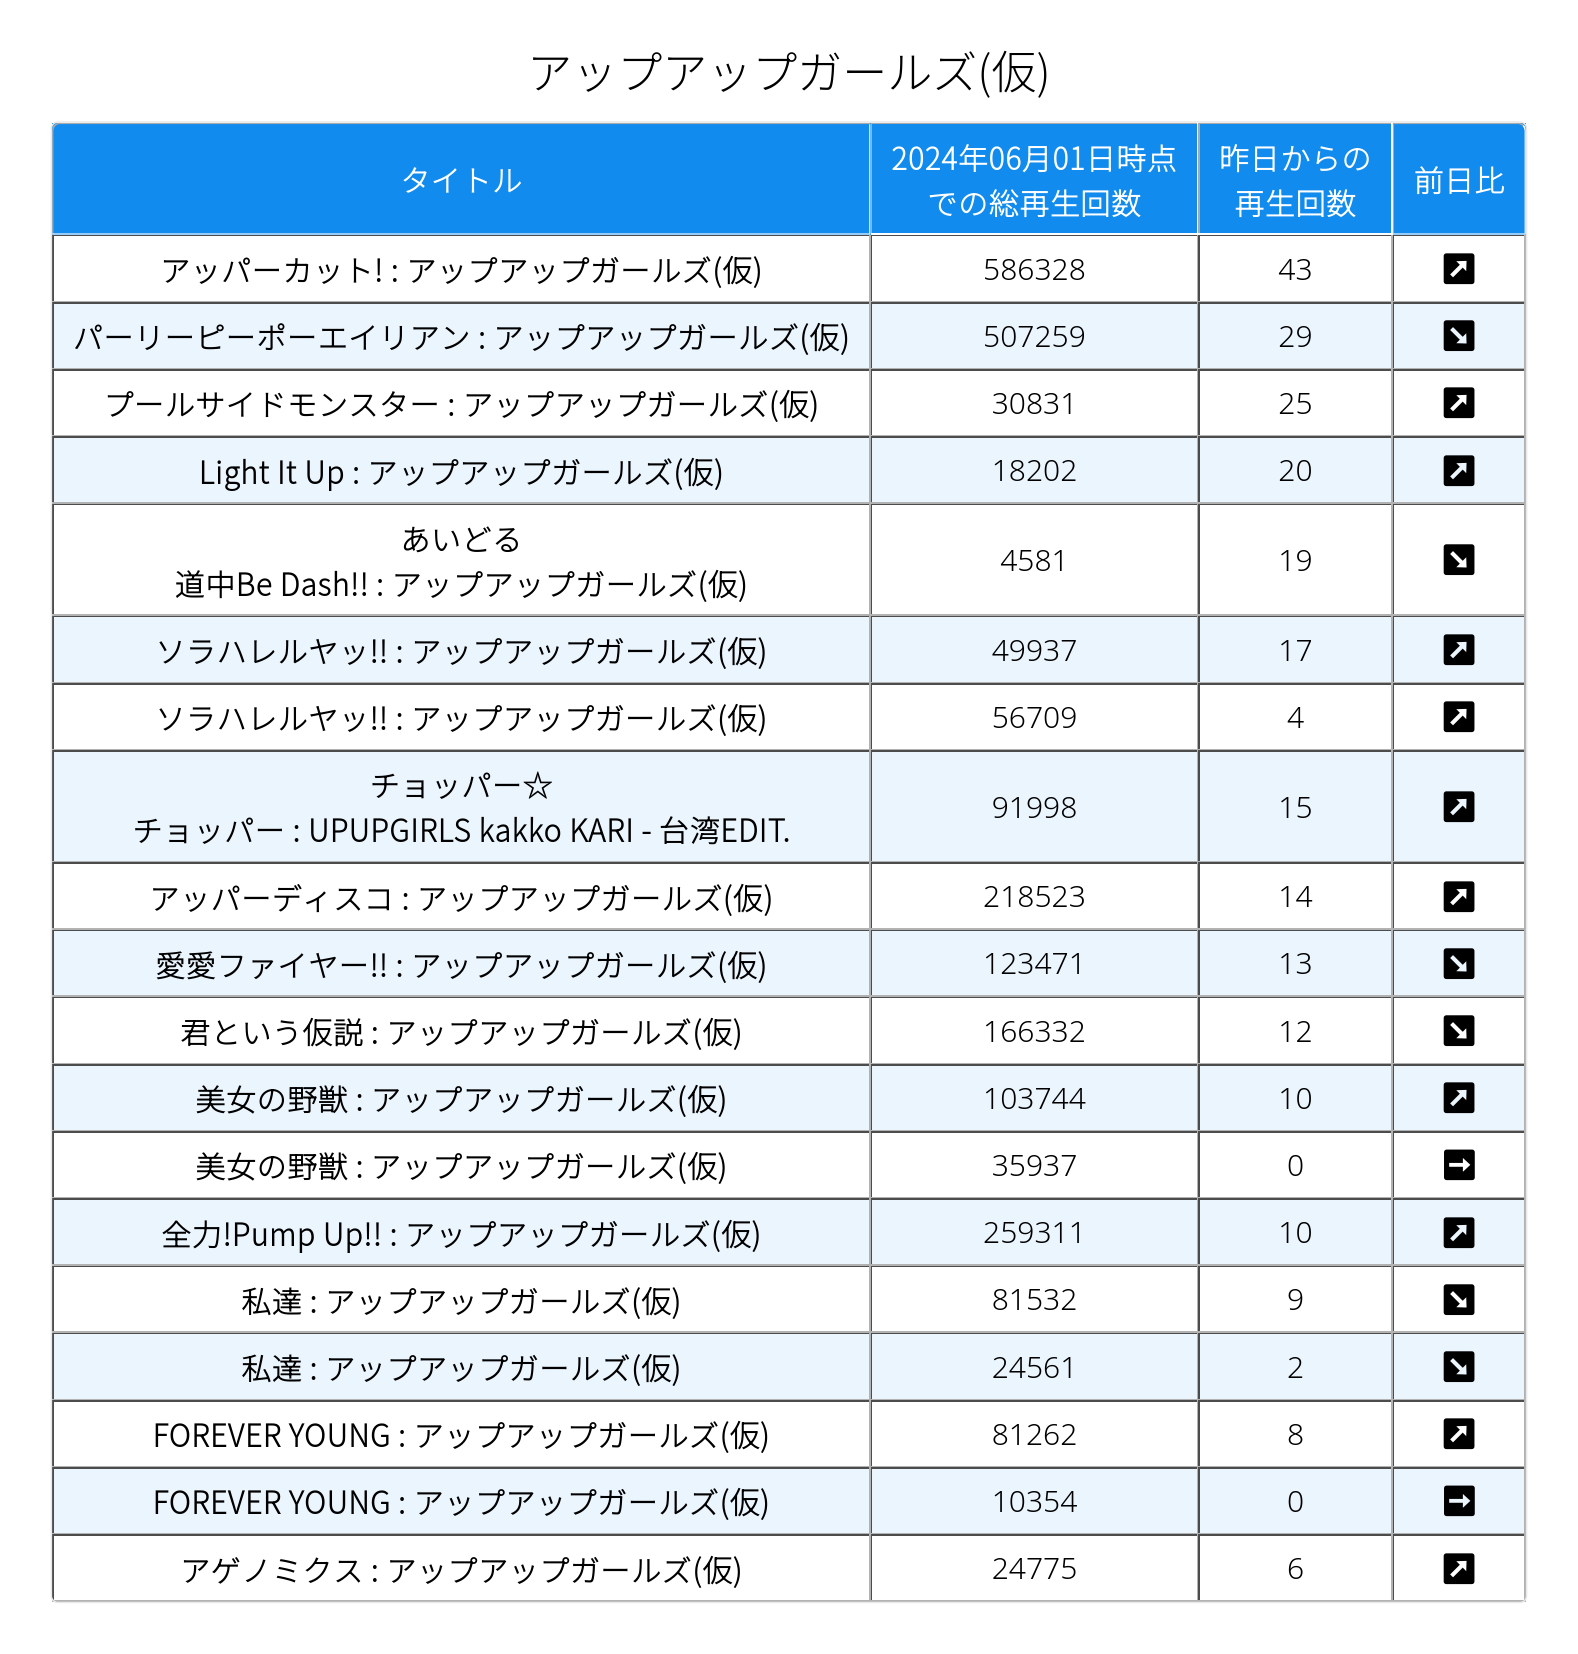 アップアップガールズ(仮)
タイトル
2024年06月01日時点
での総再生回数
昨日からの
再生回数
前日比
アッパーカット! : アップアップガールズ(仮) 586328 43
パーリーピーポーエイリアン : アップアップガールズ(仮) 507259 29
プールサイドモンスター : アップアップガールズ(仮) 30831 25
Light It Up : アップアップガールズ(仮) 18202 20
あいどる
道中Be Dash!! : アップアップガールズ(仮) 4581 19
ソラハレルヤッ!! : アップアップガールズ(仮) 49937 17
ソラハレルヤッ!! : アップアップガールズ(仮) 56709 4
チョッパー☆
チョッパー : UPUPGIRLS kakko KARI - 台湾EDIT. 91998 15
アッパーディスコ : アップアップガールズ(仮) 218523 14
愛愛ファイヤー!! : アップアップガールズ(仮) 123471 13
君という仮説 : アップアップガールズ(仮) 166332 12
美女の野獣 : アップアップガールズ(仮) 103744 10
美女の野獣 : アップアップガールズ(仮) 35937 0
全力!Pump Up!! : アップアップガールズ(仮) 259311 10
私達 : アップアップガールズ(仮) 81532 9
私達 : アップアップガールズ(仮) 24561 2
FOREVER YOUNG : アップアップガールズ(仮) 81262 8
FOREVER YOUNG : アップアップガールズ(仮) 10354 0
アゲノミクス : アップアップガールズ(仮) 24775 6